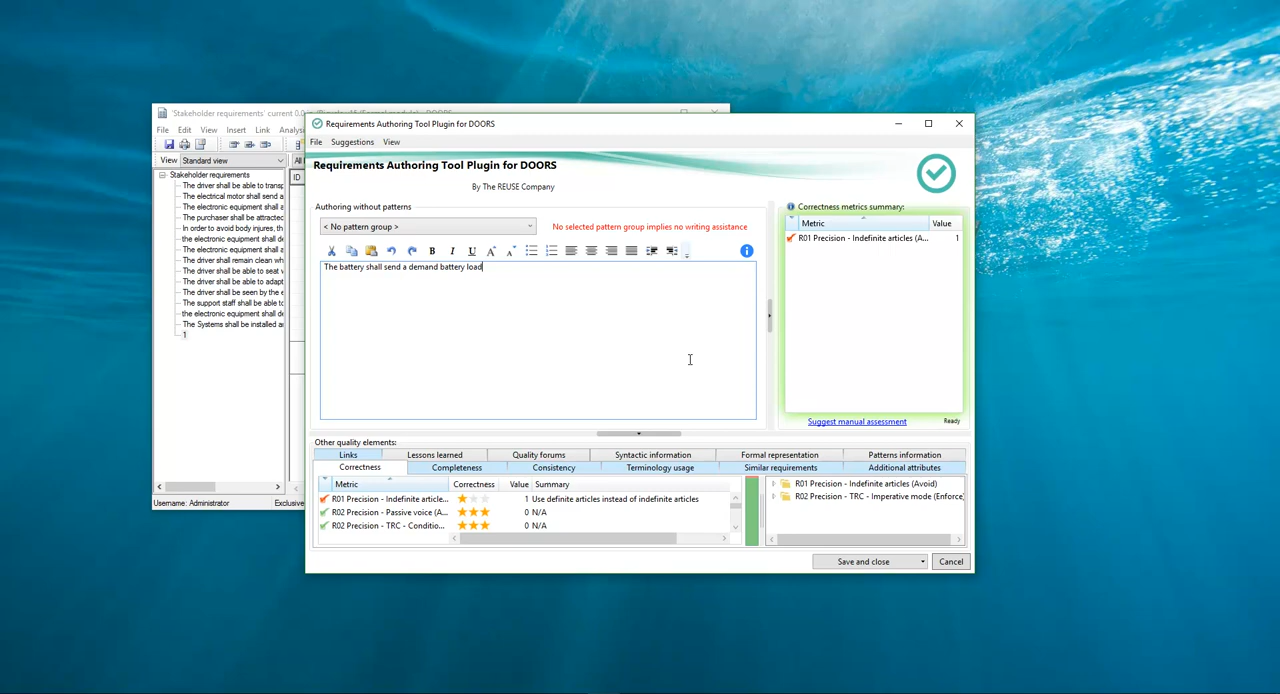 'Stakeholder requirements' current 0.0 in
DOORS
File Edit View Insert Link Analys
View Standard view
All
ID
Stakeholder requirements
The driver shall be able to transp
The electrical motor shall send a
The electronic equipment shall a
The purchaser shall be attracted
In order to avoid body injures, th
the electronic equipment shall d
The electronic equipment shall a
The driver shall remain clean wh
The driver shall be able to seat v
The driver shall be able to adapt
The driver shall be seen by the e
The support staff shall be able to
the electronic equipment shall de
The Systems shall be installed ar
1
Username: Administrator
Exclusive
Requirements Authoring Tool Plugin for DOORS
File Suggestions View
Requirements Authoring Tool Plugin for DOORS
By The REUSE Company
Authoring without patterns
< No pattern group >
No selected pattern group implies no writing assistance
B I U A A
The battery shall send a demand battery load
Correctness metrics summary:
Metric Value
R01 Precision - Indefinite articles (A... 1
Suggest manual assessment
Ready
Other quality elements:
Links Lessons learned Quality forums Syntactic information Formal representation Patterns information
Correctness Completeness Consistency Terminology usage Similar requirements Additional attributes
Metric Correctness Value Summary
R01 Precision - Indefinite article... 1 Use definite articles instead of indefinite articles
R02 Precision - Passive voice (A... 0 N/A
R02 Precision - TRC - Conditio... 0 N/A
R01 Precision - Indefinite articles (Avoid)
R02 Precision - TRC - Imperative mode (Enforce
Save and close
Cancel